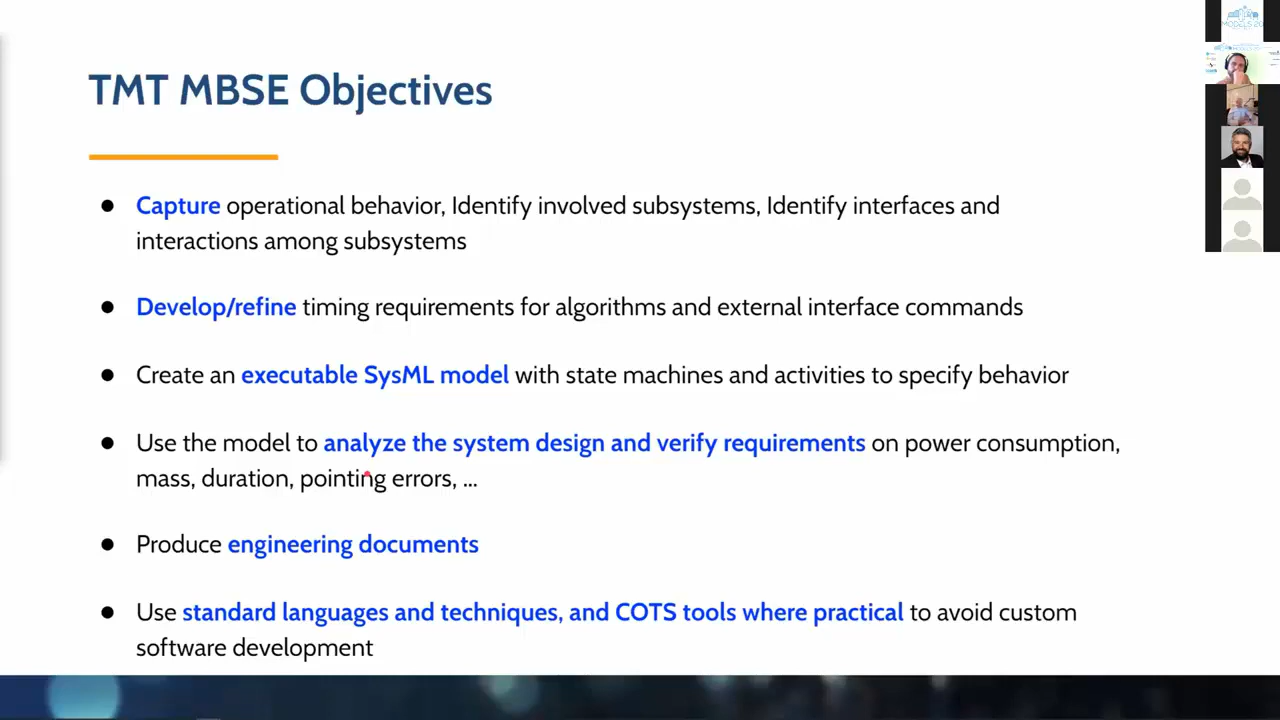 TMT MBSE Objectives
● Capture operational behavior, Identify involved subsystems, Identify interfaces and
interactions among subsystems
● Develop/refine timing requirements for algorithms and external interface commands
● Create an executable SysML model with state machines and activities to specify behavior
● Use the model to analyze the system design and verify requirements on power consumption,
mass, duration, pointing errors, ...
● Produce engineering documents
● Use standard languages and techniques, and COTS tools where practical to avoid custom
software development
MODELS 20